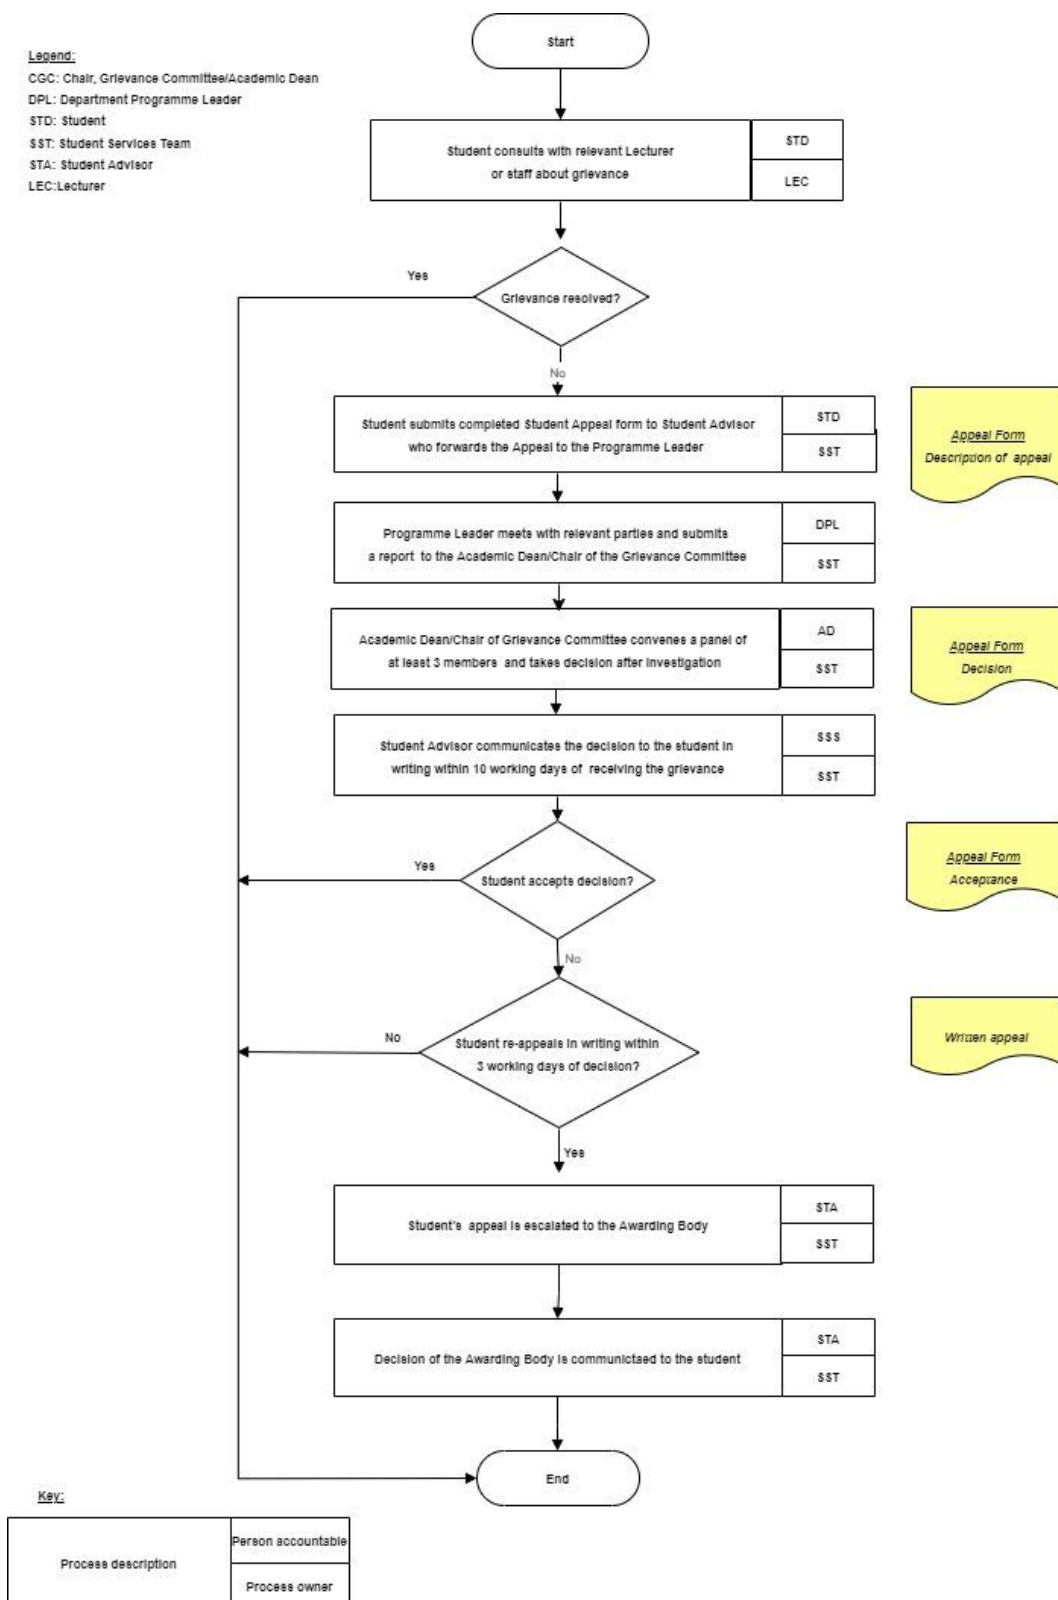 Start
Legend:
CGC: Chair, Grievance Committee/Academic Dean
DPL: Department Programme Leader
STD: Student
SST: Student Services Team
STA: Student Advisor
LEC:Lecturer
Student consults with relevant Lecturer
or staff about grievance
STD
LEC
Yes
Grievance resolved?
No
Student submits completed Student Appeal form to Student Advisor
who forwards the Appeal to the Programme Leader
STD
SST
Appeal Form
Description of appeal
Programme Leader meets with relevant parties and submits
a report to the Academic Dean/Chair of the Grievance Committee
DPL
SST
Academic Dean/Chair of Grievance Committee convenes a panel of
at least 3 members and takes decision after investigation
AD
SST
Appeal Form
Decision
Student Advisor communicates the decision to the student in
writing within 10 working days of receiving the grievance
SSS
SST
Yes
Student accepts decision?
Appeal Form
Acceptance
No
No
Student re-appeals in writing within
3 working days of decision?
Written appeal
Yes
Student's appeal is escalated to the Awarding Body
STA
SST
Decision of the Awarding Body is communictaed to the student
STA
SST
End
Key:
Process description
Person accountable
Process owner